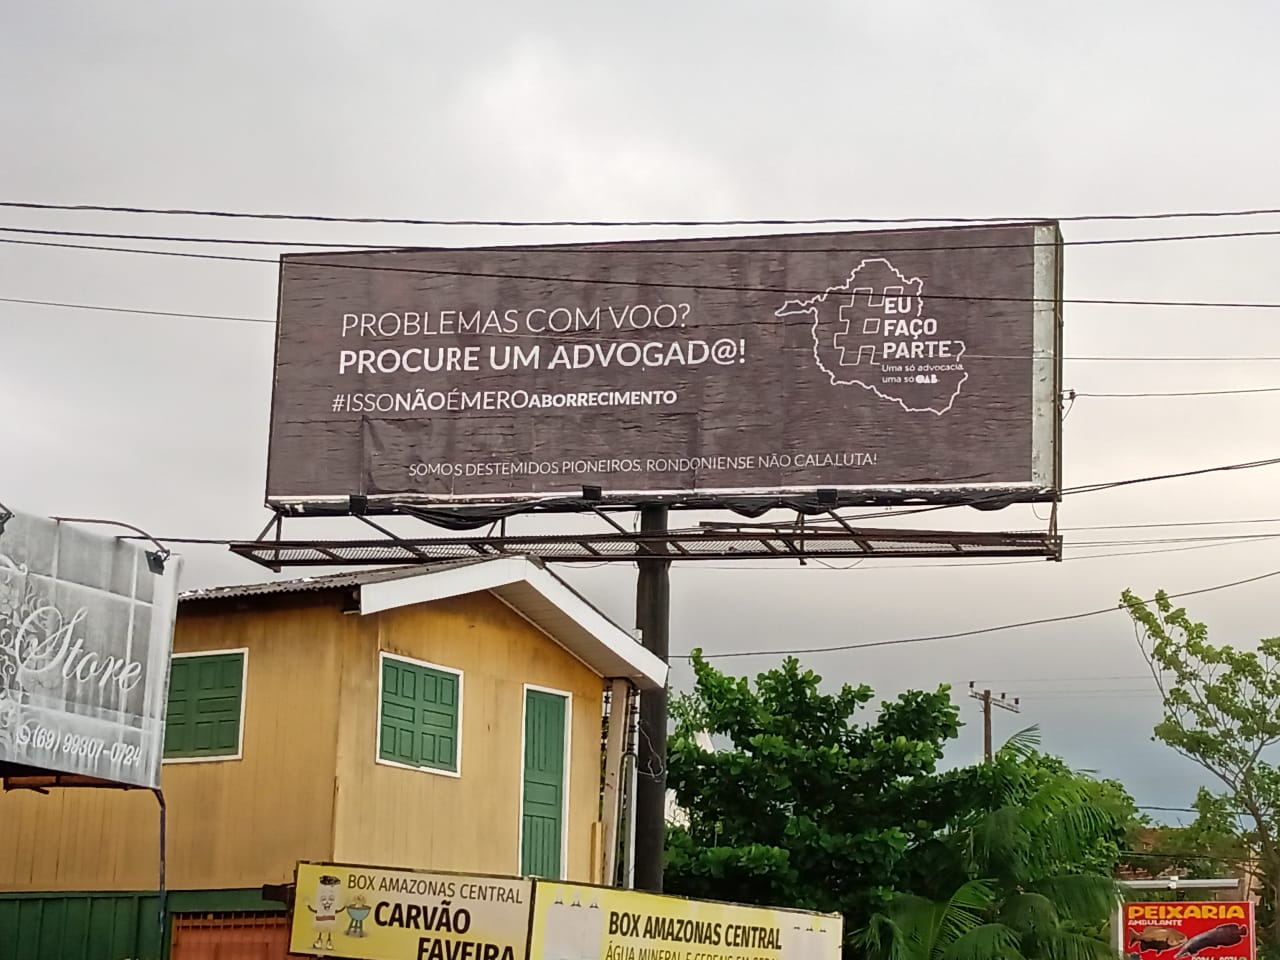 PROBLEMAS COM VOO?
PROCURE UM ADVOGAD@!
#ISSONÃOÉMEROABORRECIMENTO
SOMOS DESTEMIDOS PIONEIROS. RONDONIENSE NÃO CALA,LUTA!
#EU
FAÇO
PARTE
Uma só advocacia
uma só OAB
Store
(69) 99307-0724
BOX AMAZONAS CENTRAL
CARVÃO
FAVEIRA
BOX AMAZONAS CENTRAL
ÁGUA MINERAL E CEREAIS EM
PEIXARIA
AMBULANTE